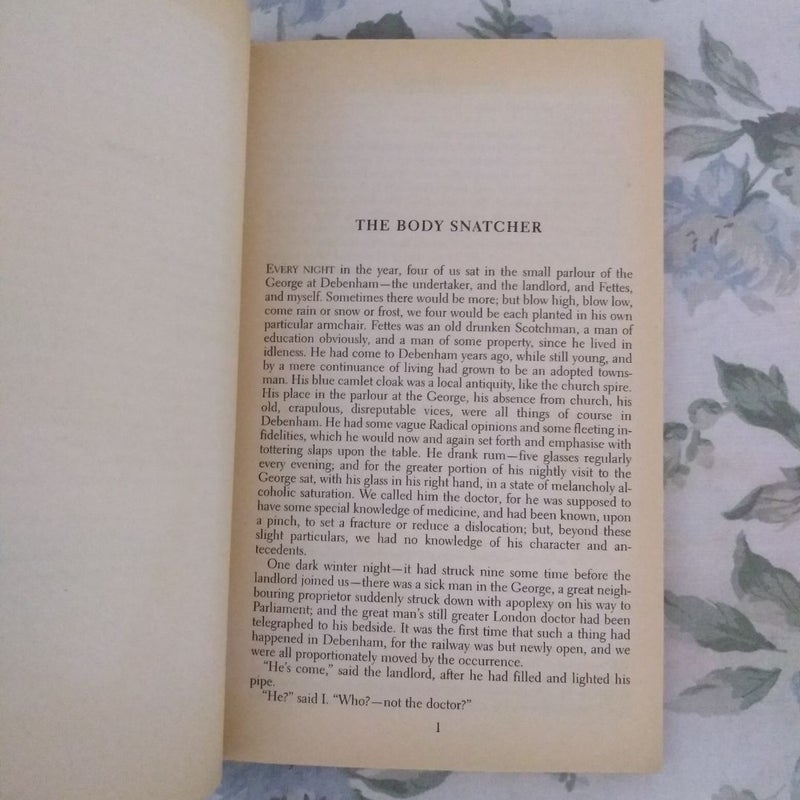 THE BODY SNATCHER
EVERY NIGHT in the year, four of us sat in the small parlour of the
George at Debenham—the undertaker, and the landlord, and Fettes,
and myself. Sometimes there would be more; but blow high, blow low,
come rain or snow or frost, we four would be each planted in his own
particular armchair. Fettes was an old drunken Scotchman, a man of
education obviously, and a man of some property, since he lived in
idleness. He had come to Debenham years ago, while still young, and
by a mere continuance of living had grown to be an adopted towns-
man. His blue camlet cloak was a local antiquity, like the church spire.
His place in the parlour at the George, his absence from church, his
old, crapulous, disreputable vices, were all things of course in
Debenham. He had some vague Radical opinions and some fleeting in-
fidelities, which he would now and again set forth and emphasise with
tottering slaps upon the table. He drank rum—five glasses regularly
every evening; and for the greater portion of his nightly visit to the
George sat, with his glass in his right hand, in a state of melancholy al-
coholic saturation. We called him the doctor, for he was supposed to
have some special knowledge of medicine, and had been known, upon
a pinch, to set a fracture or reduce a dislocation; but, beyond these
slight particulars, we had no knowledge of his character and an-
tecedents.
One dark winter night—it had struck nine some time before the
landlord joined us—there was a sick man in the George, a great neigh-
bouring proprietor suddenly struck down with apoplexy on his way to
Parliament; and the great man's still greater London doctor had been
telegraphed to his bedside. It was the first time that such a thing had
happened in Debenham, for the railway was but newly open, and we
were all proportionately moved by the occurrence.
"He's come," said the landlord, after he had filled and lighted his
pipe.
"He?" said I. "Who?—not the doctor?"
1